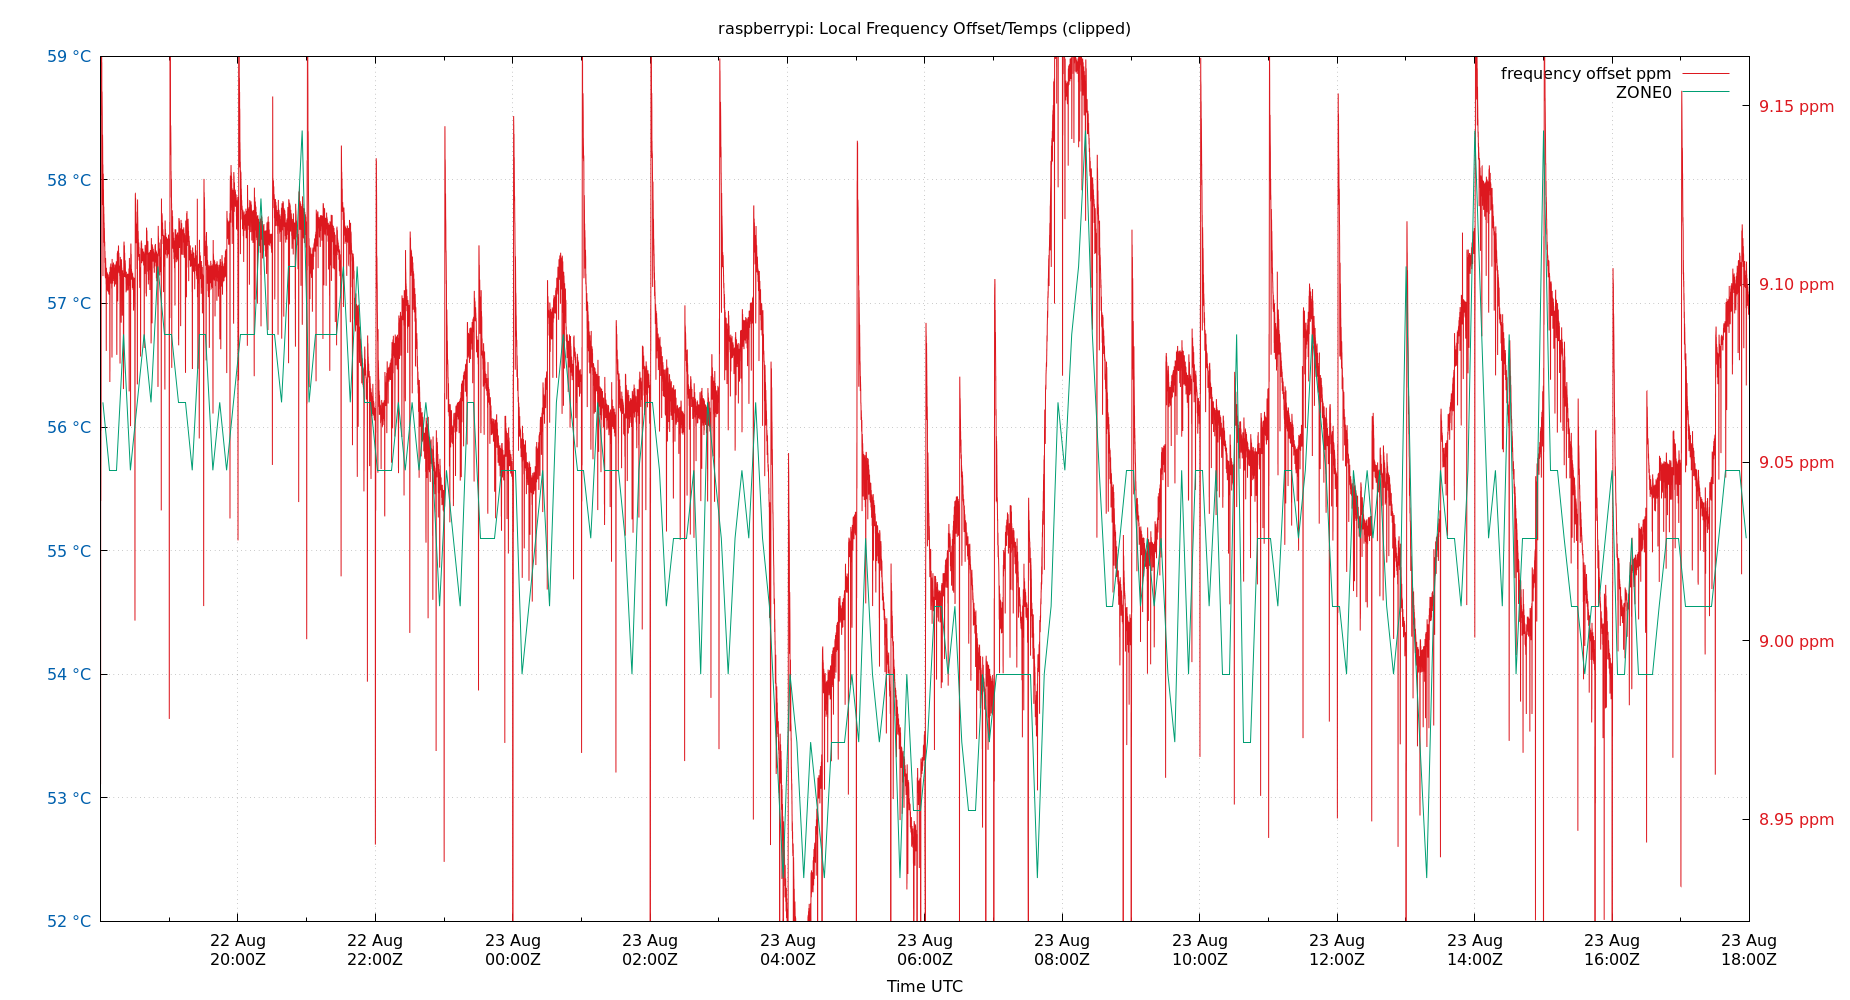 raspberrypi: Local Frequency Offset/Temps (clipped)
59 °C
58 °C
57 °C
56 °C
55 °C
54 °C
53 °C
52 °C
frequency offset ppm
ZONE0
9.15 ppm
9.10 ppm
9.05 ppm
9.00 ppm
8.95 ppm
22 Aug 22 Aug 23 Aug 23 Aug 23 Aug 23 Aug 23 Aug 23 Aug 23 Aug 23 Aug 23 Aug 23 Aug
20:00Z 22:00Z 00:00Z 02:00Z 04:00Z 06:00Z 08:00Z 10:00Z 12:00Z 14:00Z 16:00Z 18:00Z
Time UTC